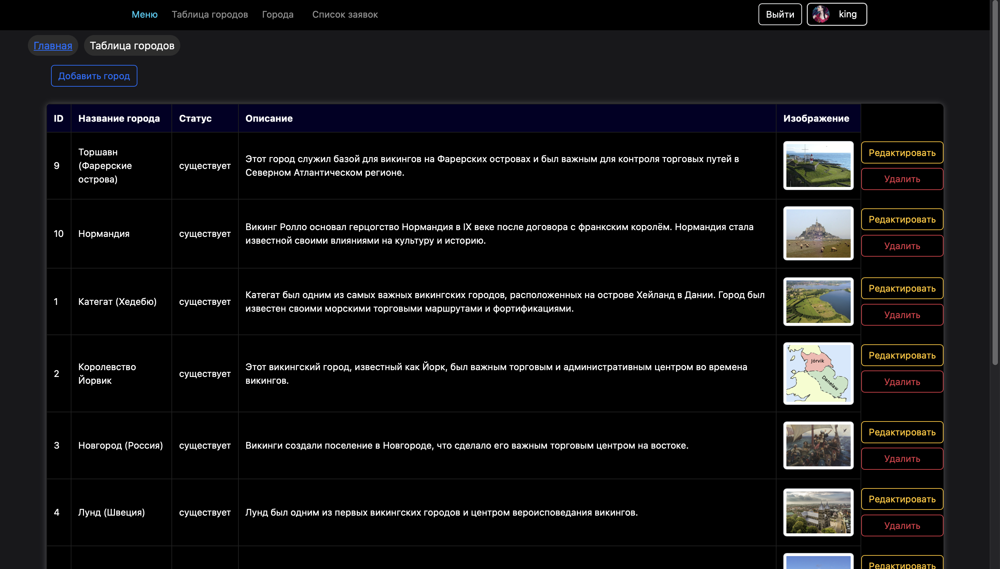 Меню Таблица городов Города Список заявок Выйти king
Главная Таблица городов
Добавить город
ID Название города Статус Описание Изображение
9 Торшавн (Фарерские острова) существует Этот город служил базой для викингов на Фарерских островах и был важным для контроля торговых путей в
Северном Атлантическом регионе.
Редактировать
Удалить
10 Нормандия существует Викинг Ролло основал герцогство Нормандия в IX веке после договора с франкским королём. Нормандия стала
известной своими влияниями на культуру и историю.
Редактировать
Удалить
1 Категат (Хедебю) существует Категат был одним из самых важных викингских городов, расположенных на острове Хейланд в Дании. Город был
известен своими морскими торговыми маршрутами и фортификациями.
Редактировать
Удалить
2 Королевство Йорвик существует Этот викингский город, известный как Йорк, был важным торговым и административным центром во времена
викингов.
Jórvik
Danelaw
Редактировать
Удалить
3 Новгород (Россия) существует Викинги создали поселение в Новгороде, что сделало его важным торговым центром на востоке.
Редактировать
Удалить
4 Лунд (Швеция) существует Лунд был одним из первых викингских городов и центром вероисповедания викингов.
Редактировать
Удалить
Редактировать